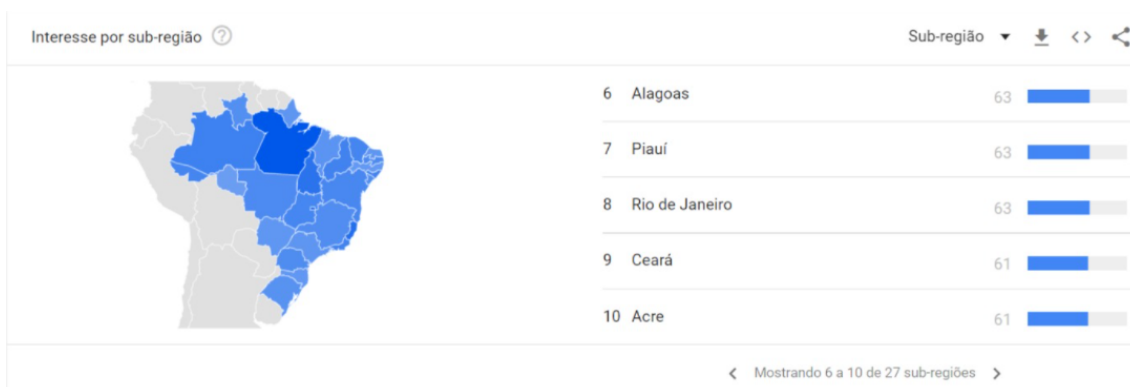 Interesse por sub-região ?
Sub-região
6 Alagoas 63
7 Piauí 63
8 Rio de Janeiro 63
9 Ceará 61
10 Acre 61
Mostrando 6 a 10 de 27 sub-regiões